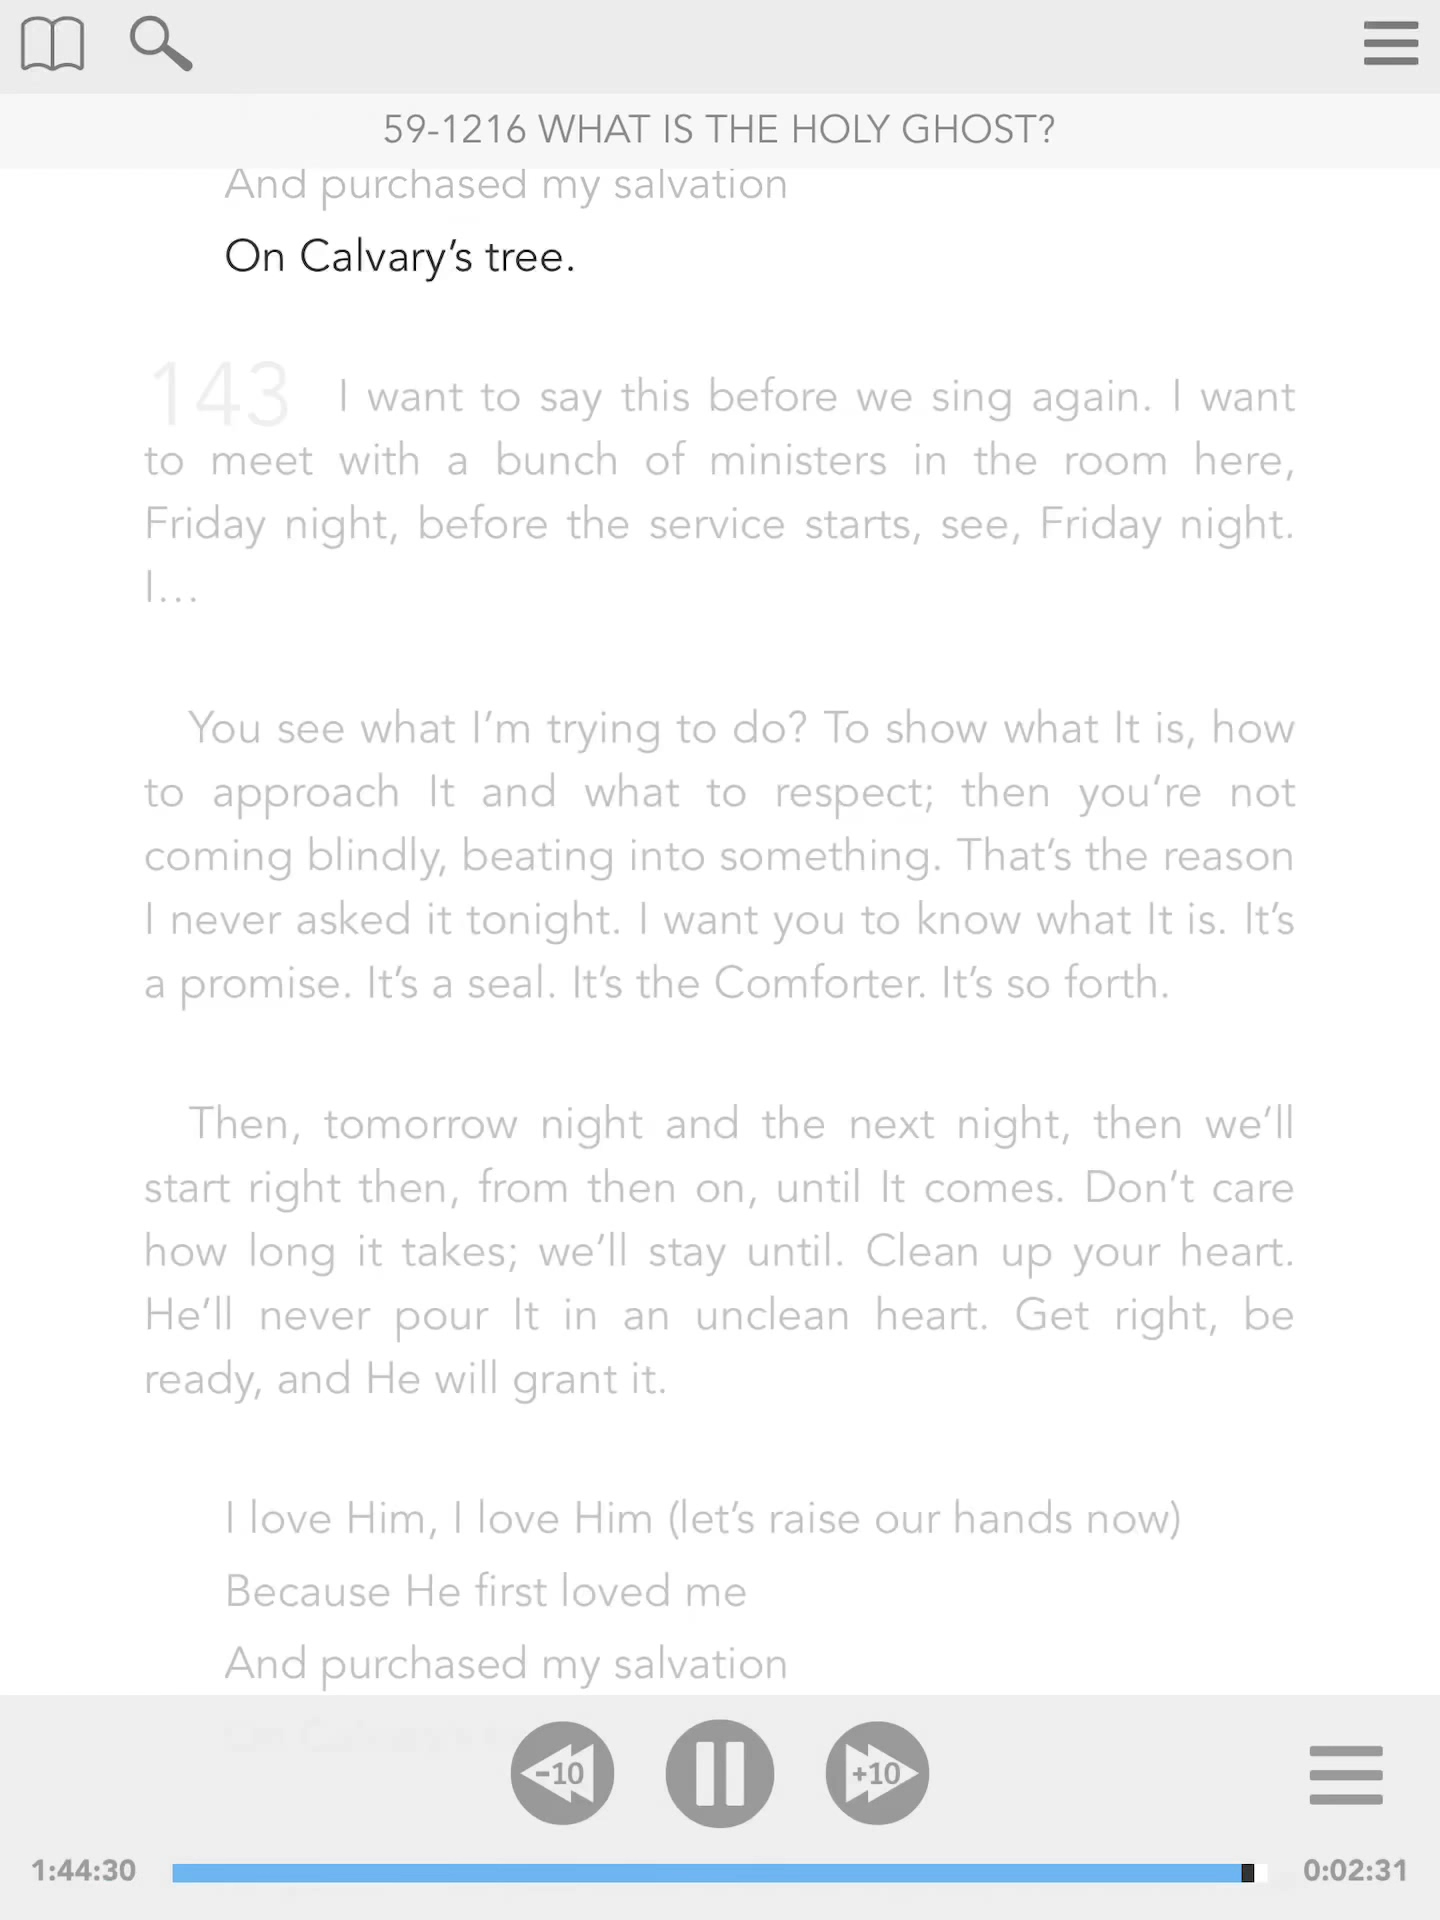 59-1216 WHAT IS THE HOLY GHOST?
And purchased my salvation
On Calvary’s tree.
143 I want to say this before we sing again. I want
to meet with a bunch of ministers in the room here,
Friday night, before the service starts, see, Friday night.
I…
You see what I’m trying to do? To show what It is, how
to approach It and what to respect; then you’re not
coming blindly, beating into something. That’s the reason
I never asked it tonight. I want you to know what It is. It’s
a promise. It’s a seal. It’s the Comforter. It’s so forth.
Then, tomorrow night and the next night, then we’ll
start right then, from then on, until It comes. Don’t care
how long it takes; we’ll stay until. Clean up your heart.
He’ll never pour It in an unclean heart. Get right, be
ready, and He will grant it.
I love Him, I love Him (let’s raise our hands now)
Because He first loved me
And purchased my salvation
-10 +10
1:44:30 0:02:31